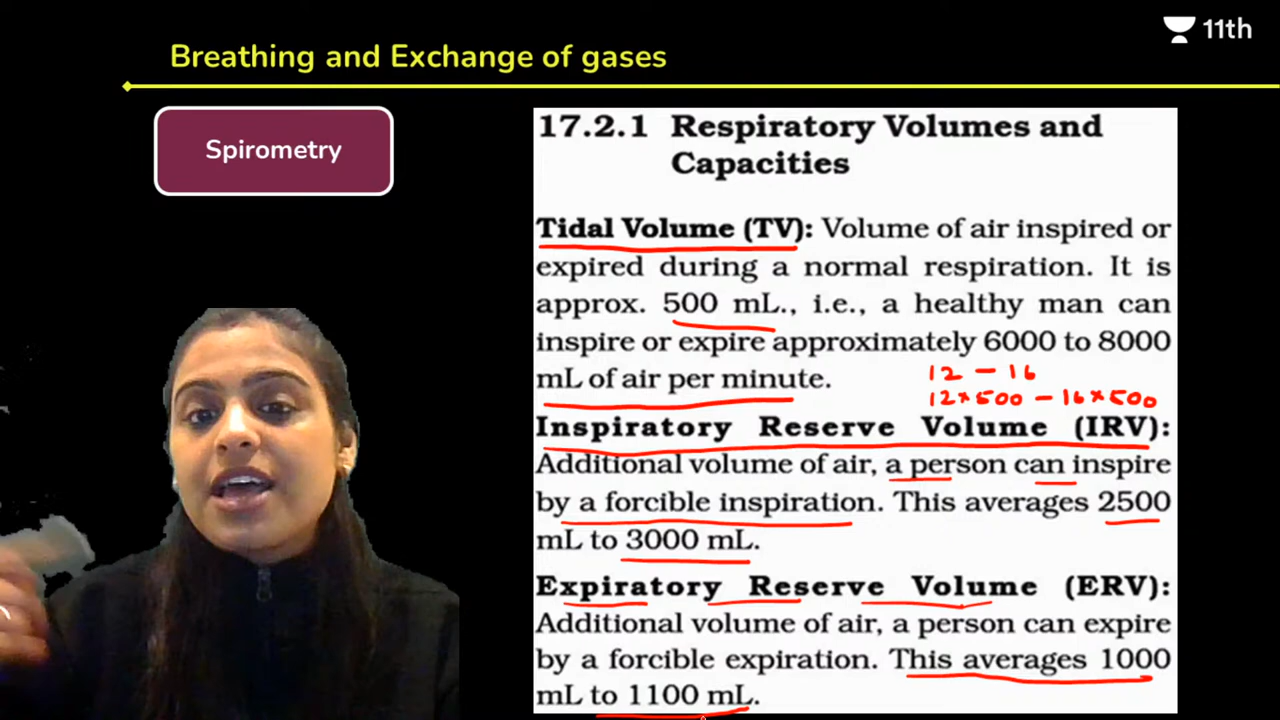 11th
Breathing and Exchange of gases
Spirometry
17.2.1 Respiratory Volumes and
Capacities
Tidal Volume (TV): Volume of air inspired or
expired during a normal respiration. It is
approx. 500 mL., i.e., a healthy man can
inspire or expire approximately 6000 to 8000
mL of air per minute.
12 - 16
12×500 - 16×500
Inspiratory Reserve Volume (IRV):
Additional volume of air, a person can inspire
by a forcible inspiration. This averages 2500
mL to 3000 mL.
Expiratory Reserve Volume (ERV):
Additional volume of air, a person can expire
by a forcible expiration. This averages 1000
mL to 1100 mL.